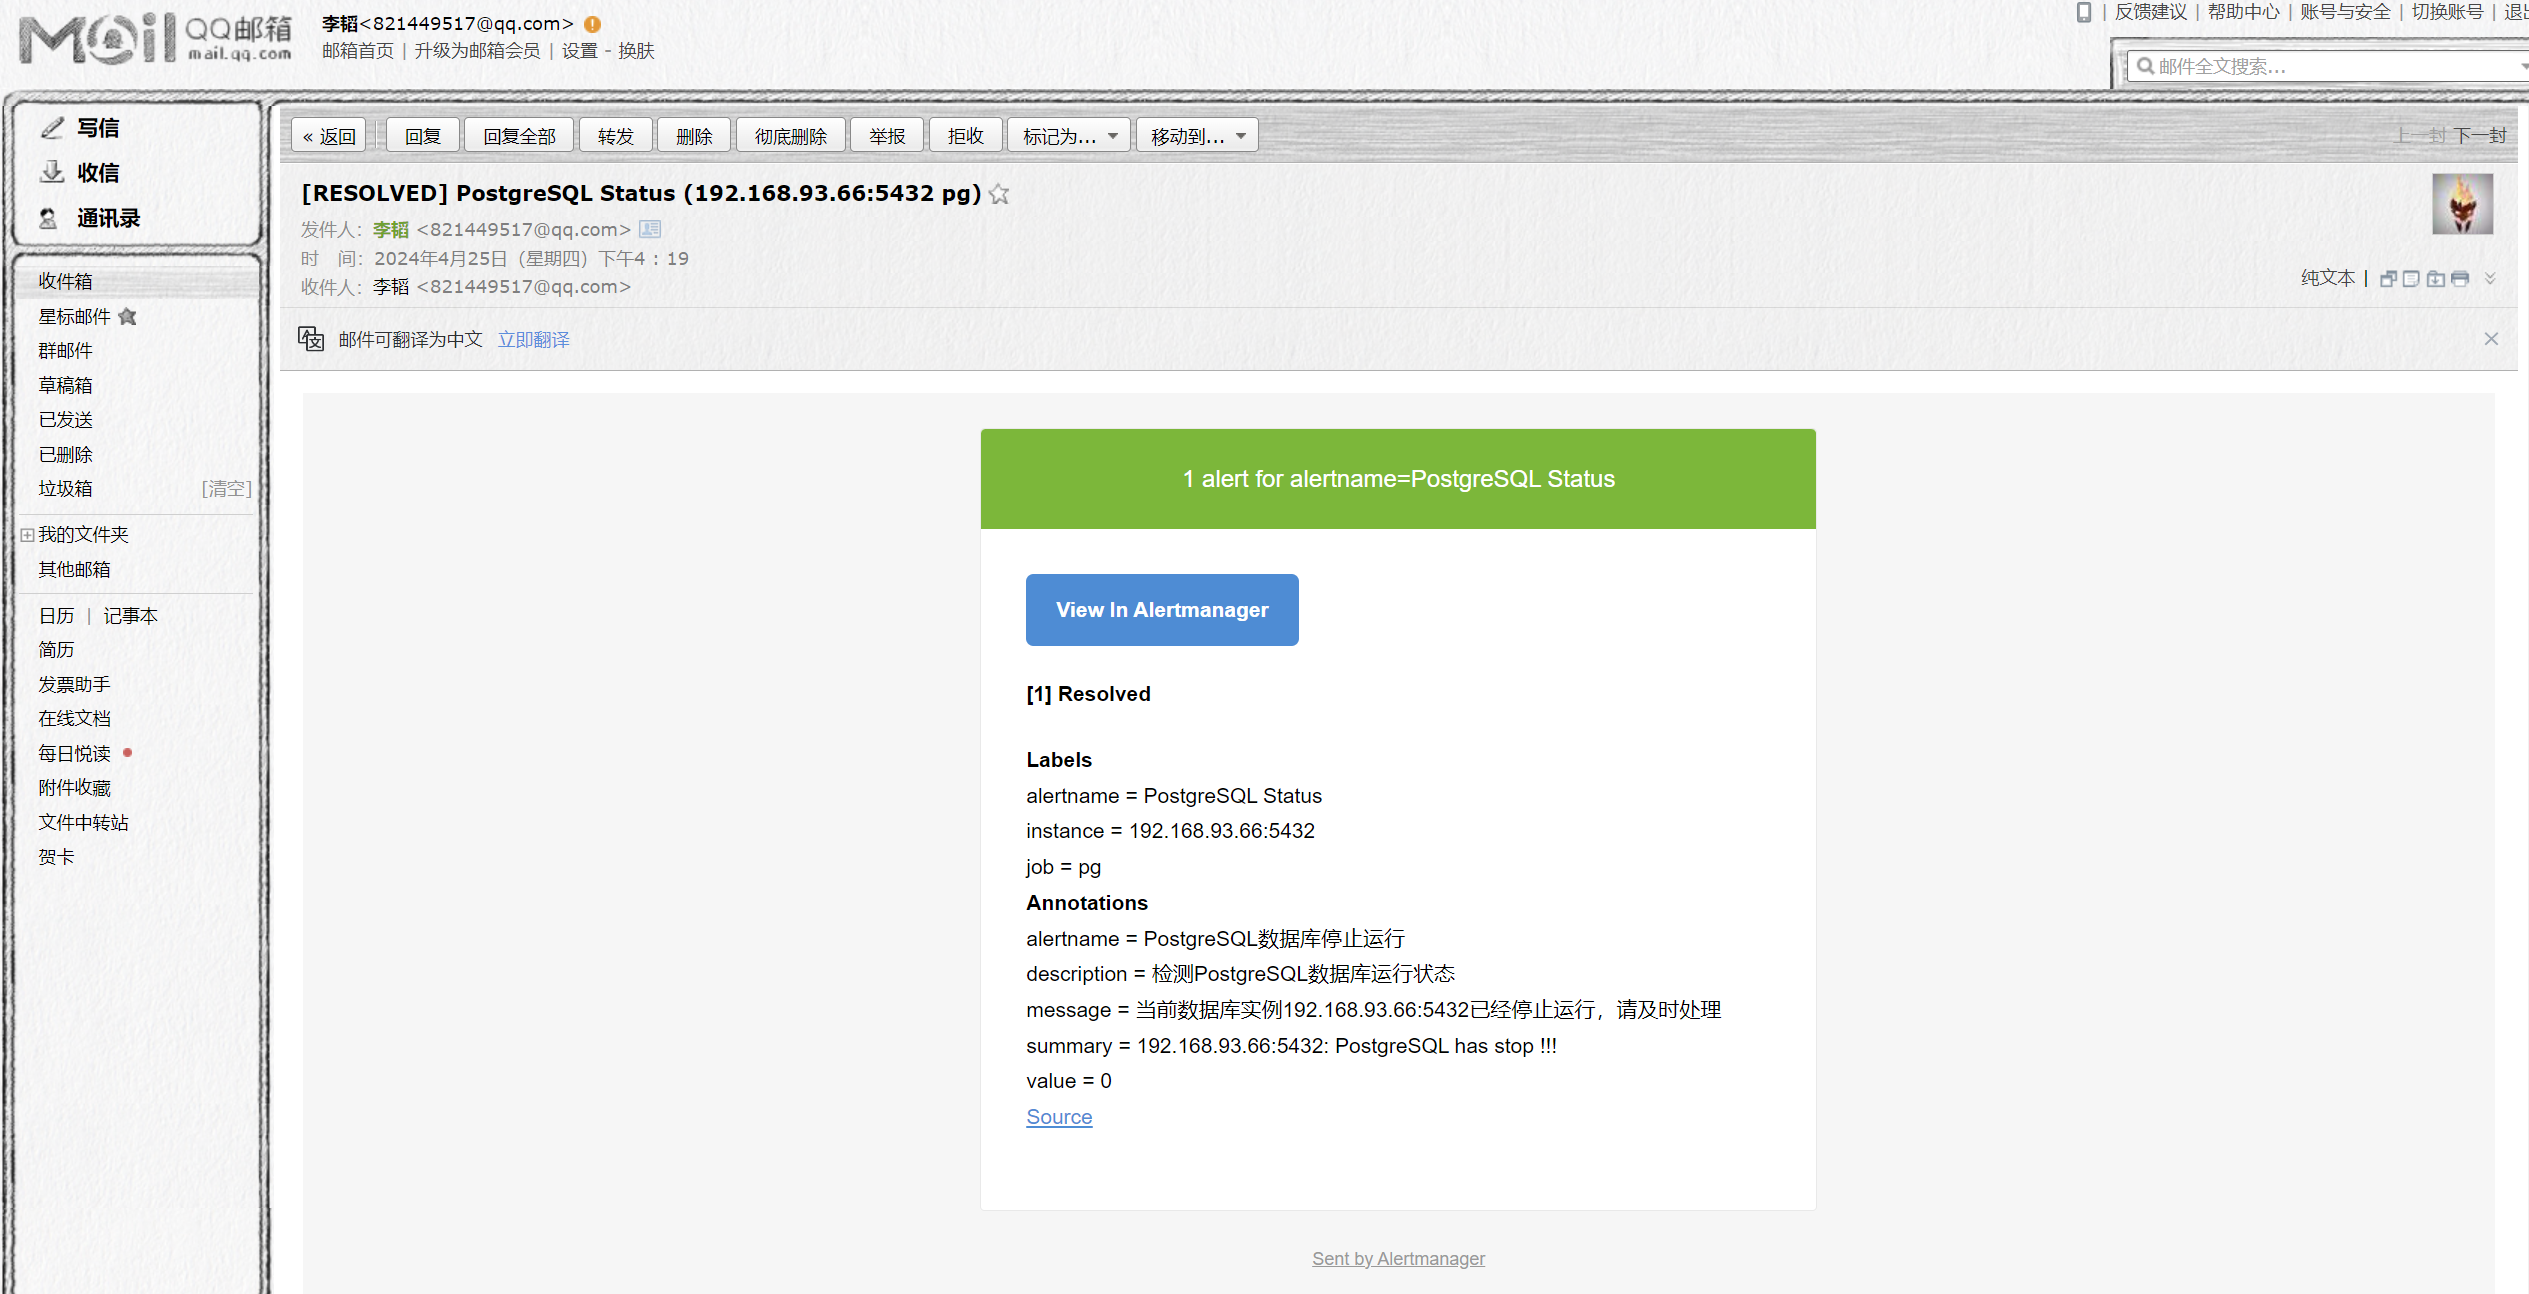 Mail QQ邮箱
mail.qq.com
李韬<821449517@qq.com>
邮箱首页 | 升级为邮箱会员 | 设置 - 换肤
| 反馈建议 | 帮助中心 | 账号与安全 | 切换账号 |
邮件全文搜索...
写信
收信
通讯录
收件箱
星标邮件
群邮件
草稿箱
已发送
已删除
垃圾箱 [清空]
我的文件夹
其他邮箱
日历 | 记事本
简历
发票助手
在线文档
每日悦读
附件收藏
文件中转站
贺卡
« 返回 回复 回复全部 转发 删除 彻底删除 举报 拒收 标记为... 移动到... 上一封 下一封
[RESOLVED] PostgreSQL Status (192.168.93.66:5432 pg)
发件人：李韬 <821449517@qq.com>
时 间：2024年4月25日（星期四）下午4：19
收件人：李韬 <821449517@qq.com>
纯文本 |
邮件可翻译为中文 立即翻译
1 alert for alertname=PostgreSQL Status
View In Alertmanager
[1] Resolved
Labels
alertname = PostgreSQL Status
instance = 192.168.93.66:5432
job = pg
Annotations
alertname = PostgreSQL数据库停止运行
description = 检测PostgreSQL数据库运行状态
message = 当前数据库实例192.168.93.66:5432已经停止运行，请及时处理
summary = 192.168.93.66:5432: PostgreSQL has stop !!!
value = 0
Source
Sent by Alertmanager